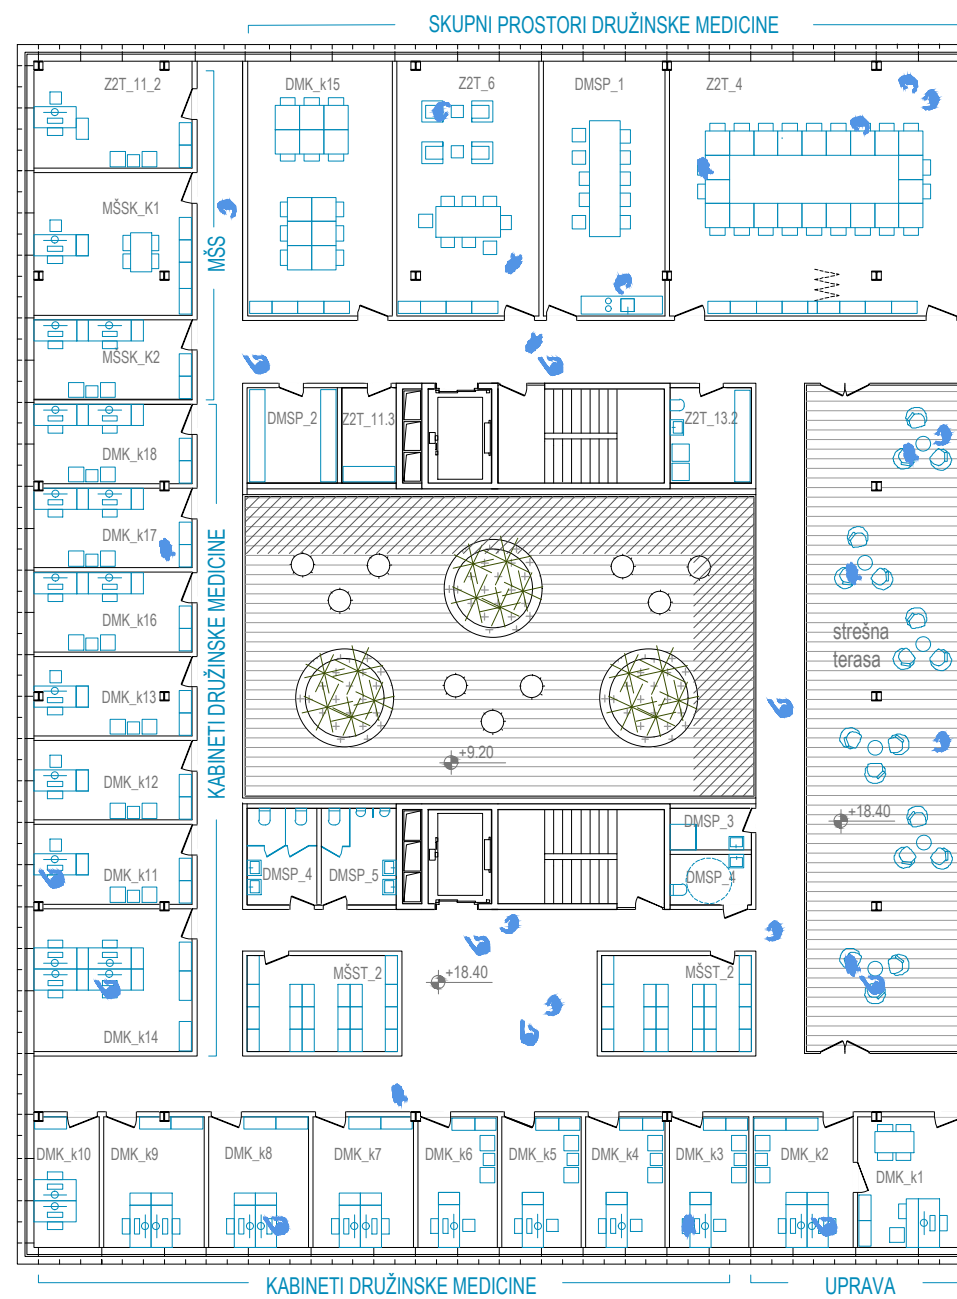 SKUPNI PROSTORI DRUŽINSKE MEDICINE
Z2T_11_2
DMK_k15
Z2T_6
DMSP_1
Z2T_4
MŠSK_K1
MŠS
MŠSK_K2
DMSP_2
Z2T_11.3
Z2T_13.2
DMK_k18
DMK_k17
KABINETI DRUŽINSKE MEDICINE
DMK_k16
strešna
terasa
DMK_k13
+9.20
DMK_k12
+18.40
DMSP_3
DMK_k11
DMSP_4
DMSP_5
DMSP_4
MŠST_2
+18.40
MŠST_2
DMK_k14
DMK_k10
DMK_k9
DMK_k8
DMK_k7
DMK_k6
DMK_k5
DMK_k4
DMK_k3
DMK_k2
DMK_k1
KABINETI DRUŽINSKE MEDICINE
UPRAVA